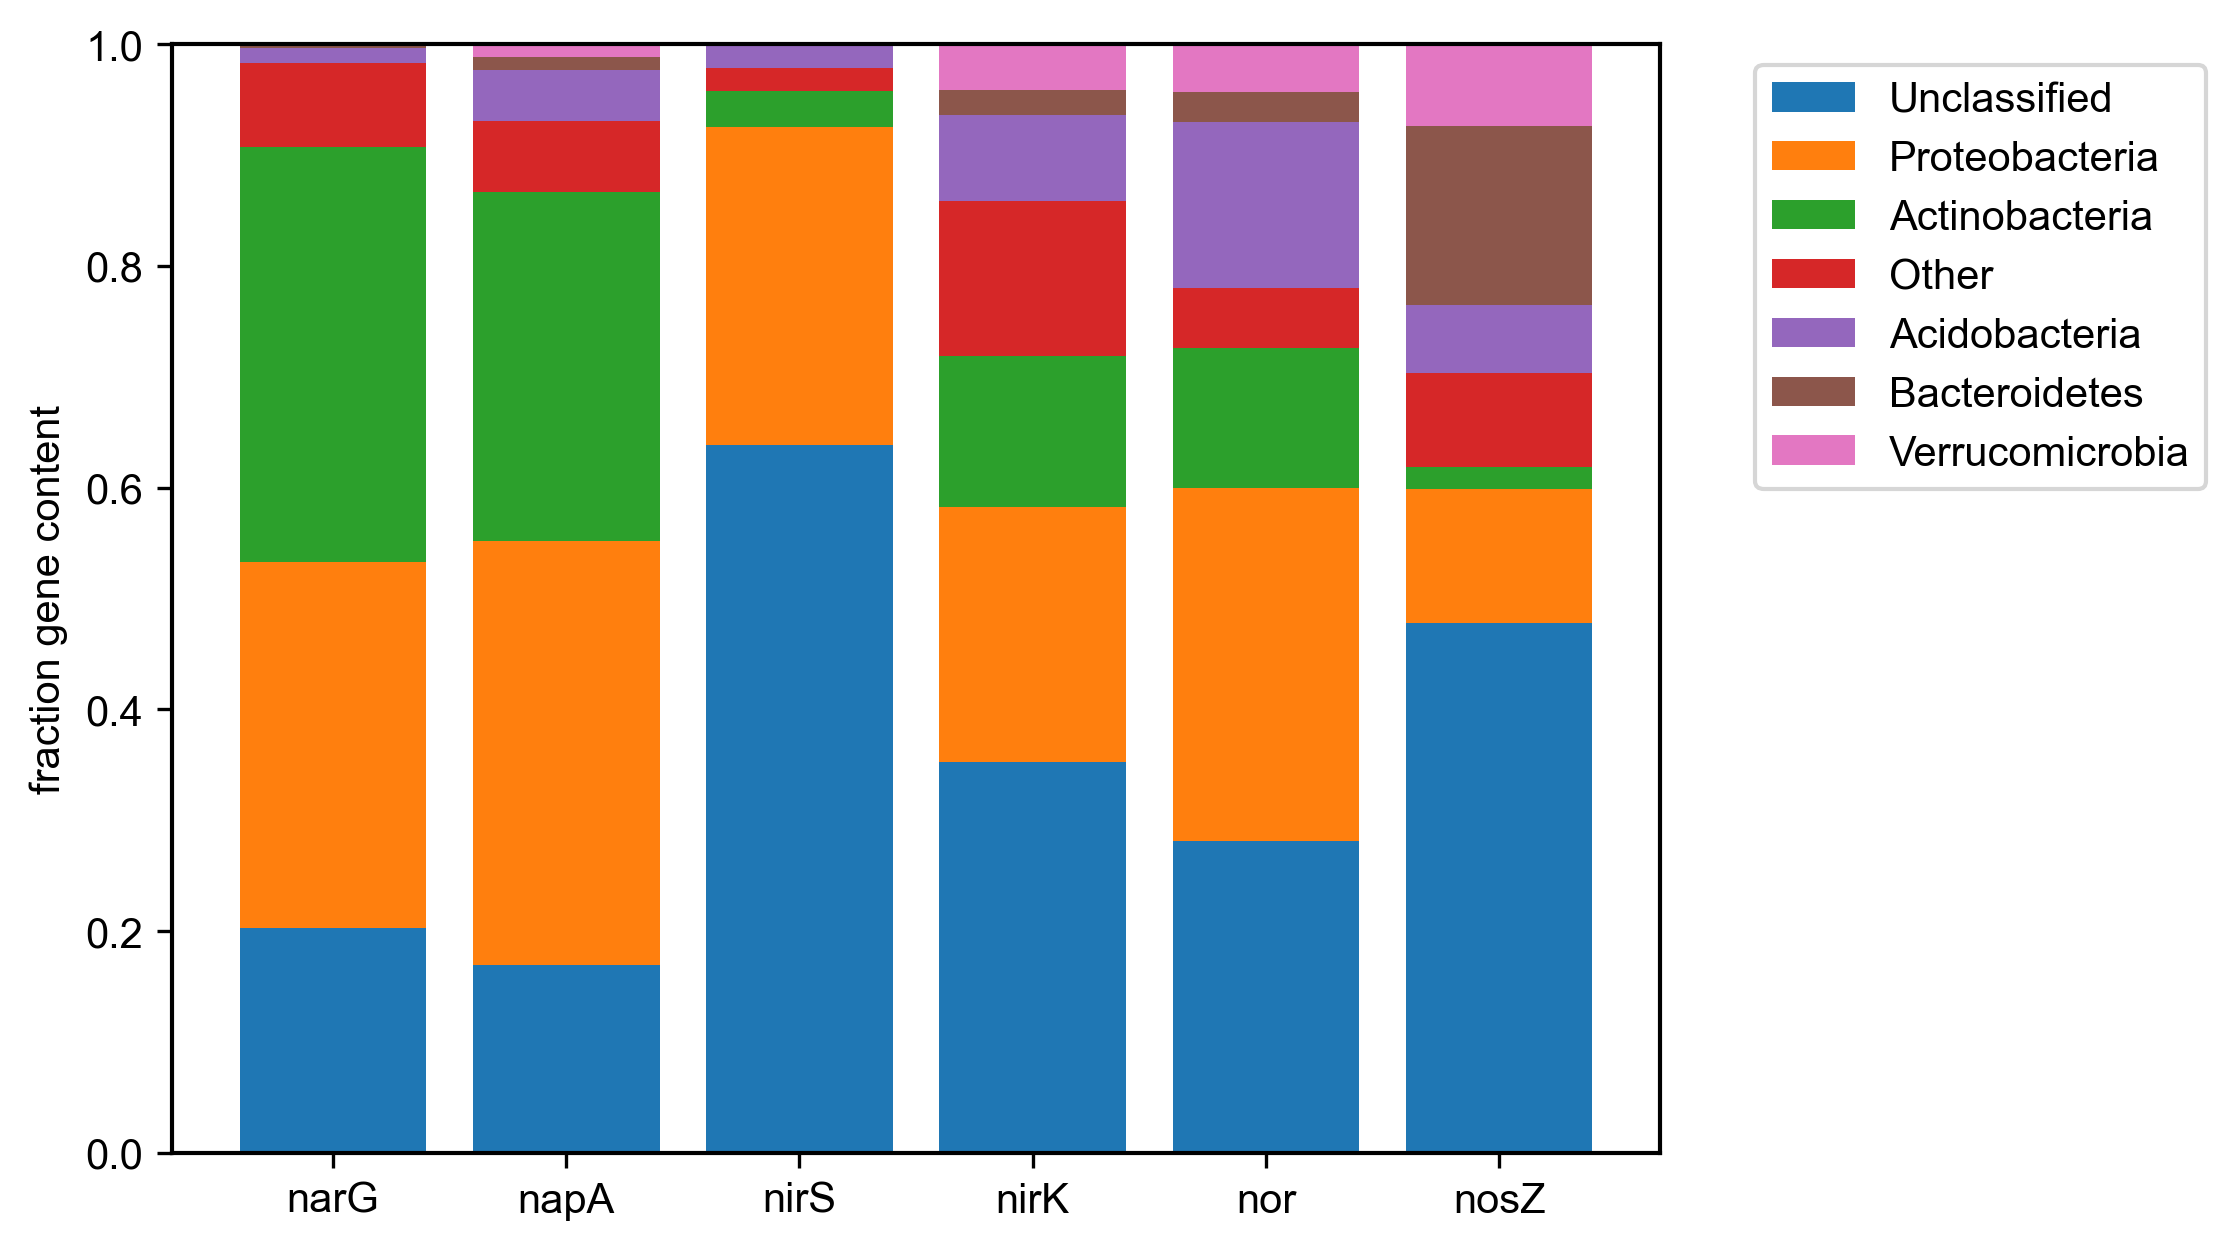 1.0
0.8
0.6
0.4
0.2
0.0
fraction gene content
narG
napA
nirS
nirK
nor
nosZ
Unclassified
Proteobacteria
Actinobacteria
Other
Acidobacteria
Bacteroidetes
Verrucomicrobia